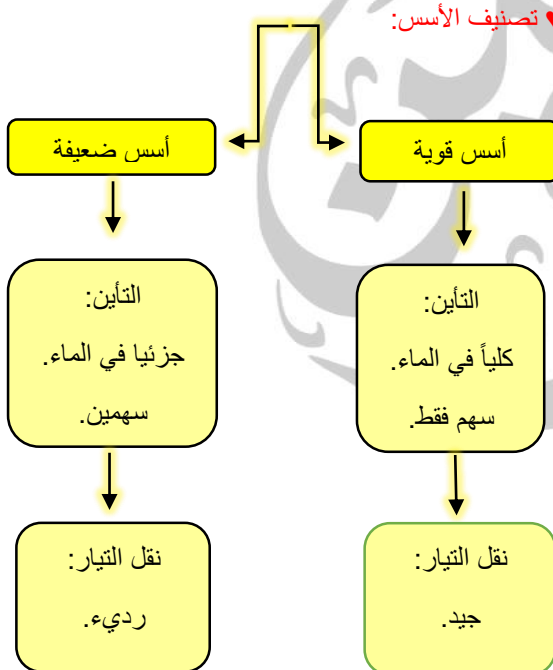 تصنيف الأسس:
أسس قوية
أسس ضعيفة
التأين:
كلياً في الماء.
سهم فقط.
التأين:
جزئيا في الماء.
سهمين.
نقل التيار:
جيد.
نقل التيار:
رديء.